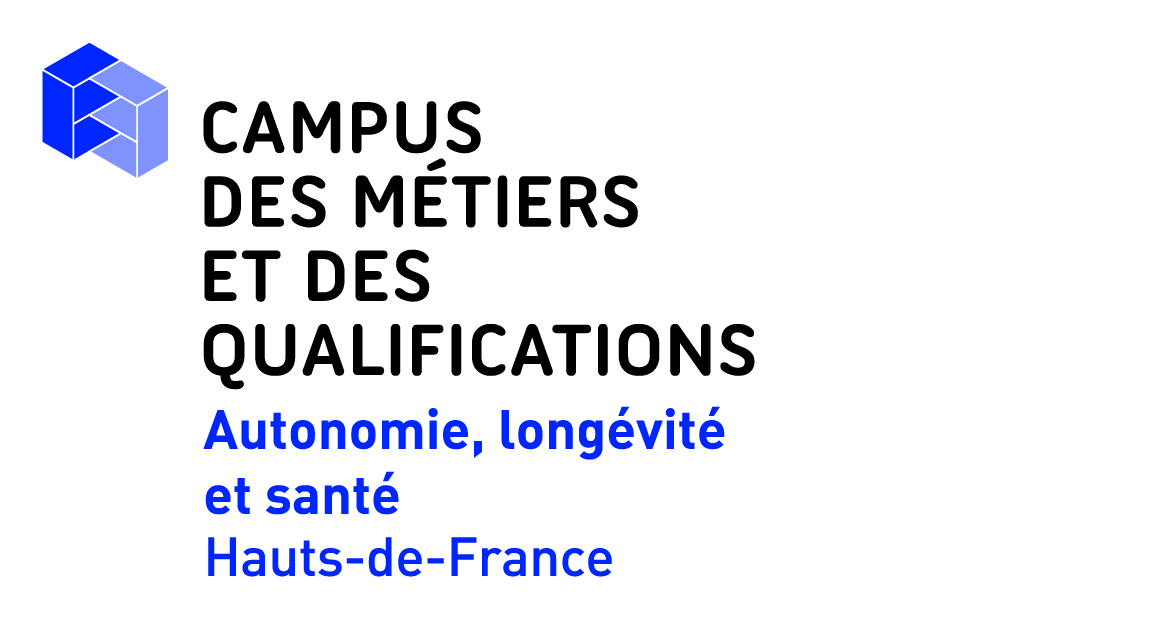 CAMPUS
DES MÉTIERS
ET DES
QUALIFICATIONS
Autonomie, longévité
et santé
Hauts-de-France